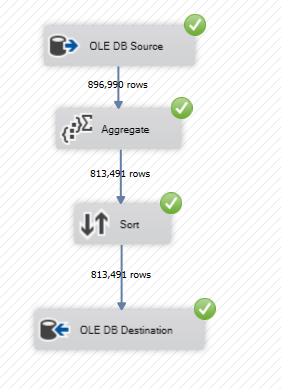 OLE DB Source
896,990 rows
Aggregate
813,491 rows
Sort
813,491 rows
OLE DB Destination